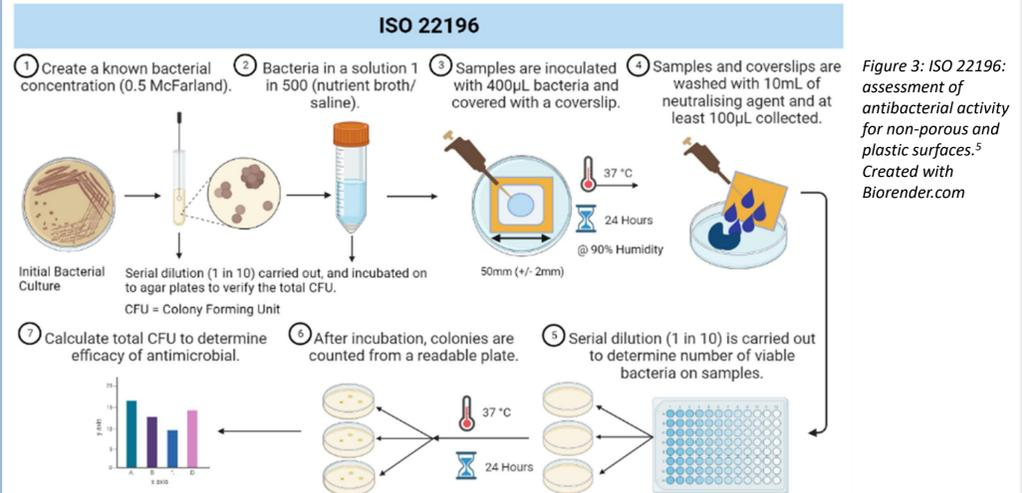 ISO 22196
1 Create a known bacterial
concentration (0.5 McFarland).
2 Bacteria in a solution 1
in 500 (nutrient broth/
saline).
3 Samples are inoculated
with 400µL bacteria and
covered with a coverslip.
4 Samples and coverslips are
washed with 10mL of
neutralising agent and at
least 100µL collected.
Figure 3: ISO 22196:
assessment of
antibacterial activity
for non-porous and
plastic surfaces.⁵
Created with
Biorender.com
37 °C
24 Hours
@ 90% Humidity
50mm (+/- 2mm)
Initial Bacterial
Culture
Serial dilution (1 in 10) carried out, and incubated on
to agar plates to verify the total CFU.
CFU = Colony Forming Unit
7 Calculate total CFU to determine
efficacy of antimicrobial.
6 After incubation, colonies are
counted from a readable plate.
5 Serial dilution (1 in 10) is carried out
to determine number of viable
bacteria on samples.
37 °C
24 Hours
y axis
A B D
x axis